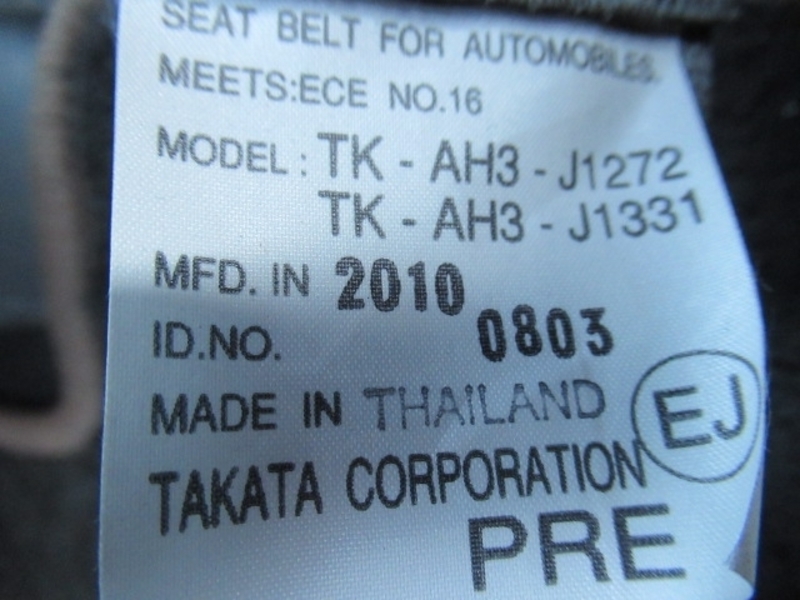 SEAT BELT FOR AUTOMOBILES.
MEETS:ECE NO.16
MODEL : TK - AH3 - J1272
TK - AH3 - J1331
MFD. IN 2010
ID.NO. 0803
MADE IN THAILAND
EJ
TAKATA CORPORATION
PRE